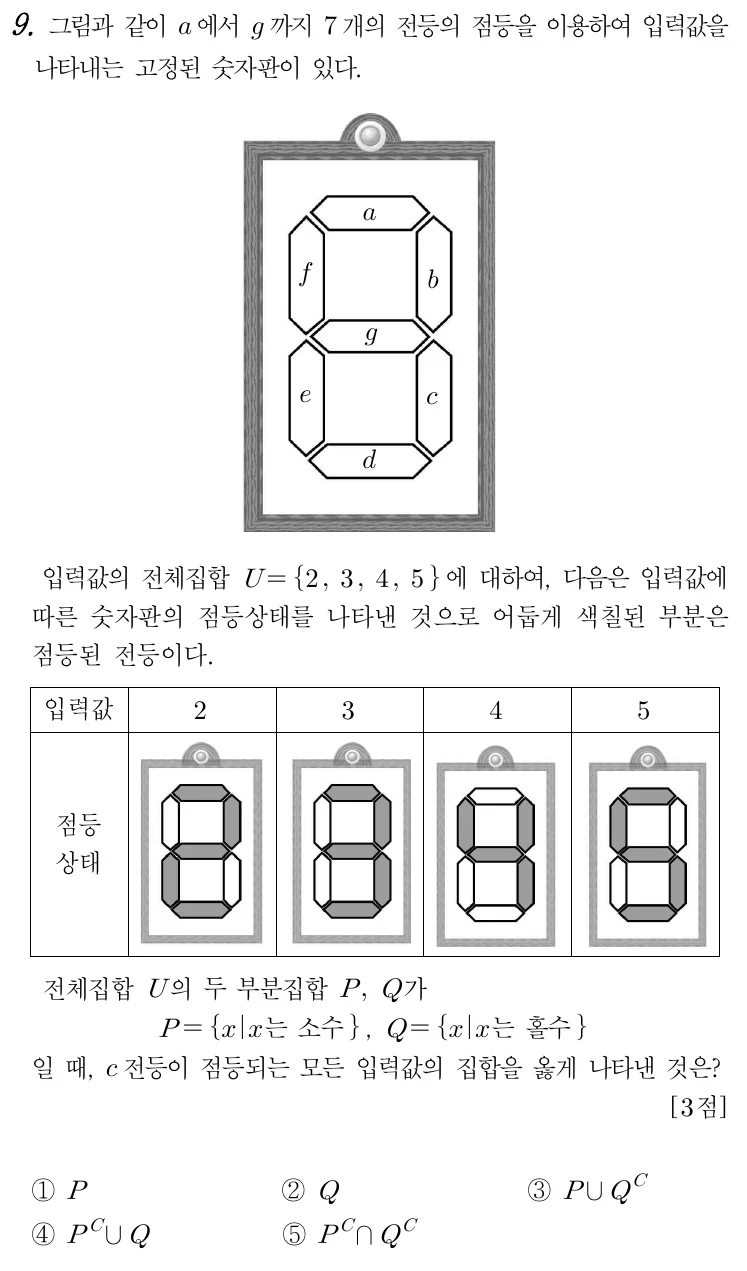 9. 그림과 같이 a에서 g까지 7개의 전등의 점등을 이용하여 입력값을
나타내는 고정된 숫자판이 있다.
a
f
b
g
e
c
d
입력값의 전체집합 U={2, 3, 4, 5}에 대하여, 다음은 입력값에
따른 숫자판의 점등상태를 나타낸 것으로 어둡게 색칠된 부분은
점등된 전등이다.
입력값 2 3 4 5
점등
상태
전체집합 U의 두 부분집합 P, Q가
P={x|x는 소수}, Q={x|x는 홀수}
일 때, c전등이 점등되는 모든 입력값의 집합을 옳게 나타낸 것은?
[3점]
① P ② Q ③ P∪Q^C
④ P^C∪Q ⑤ P^C∩Q^C